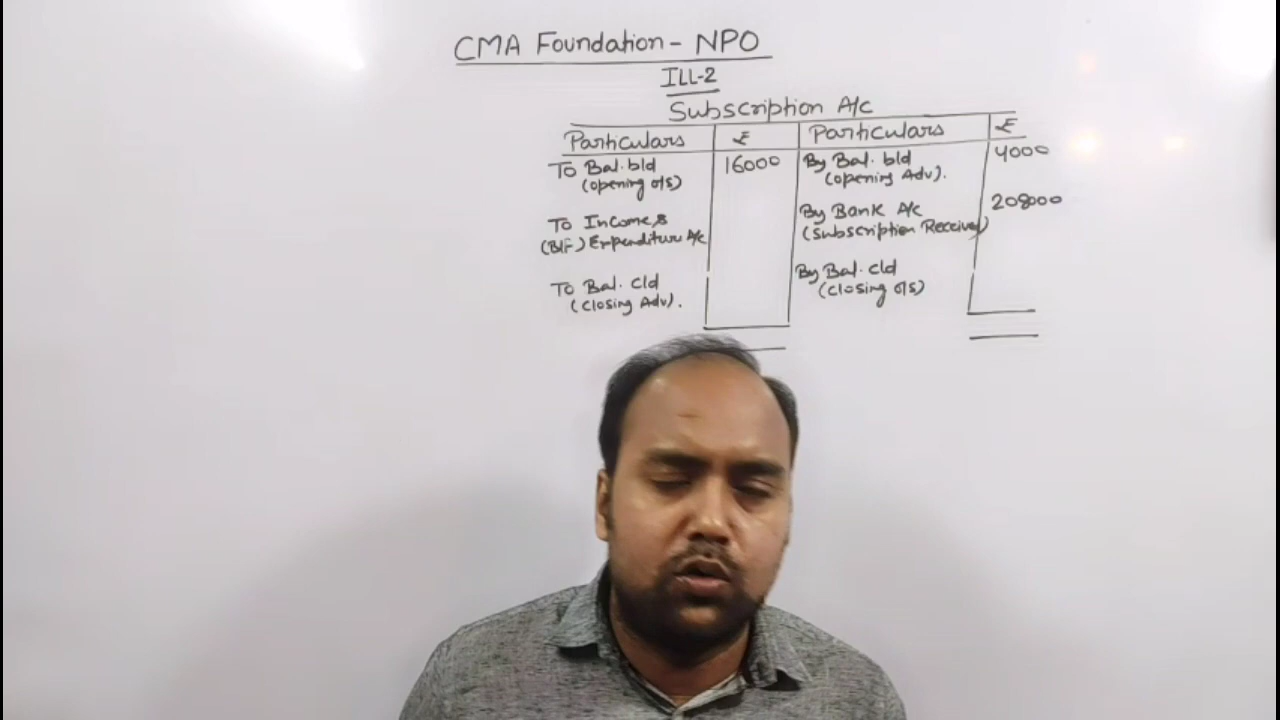 CMA Foundation - NPO
ILL-2
Subscription A/c
Particulars ₹ Particulars ₹
To Bal. b/d 16000 By Bal. b/d 4000
(opening o/s) (opening Adv).
To Income & By Bank A/c 208000
(B/F) Expenditure A/c (Subscription Received)
To Bal. c/d By Bal. c/d
(closing Adv). (closing o/s)